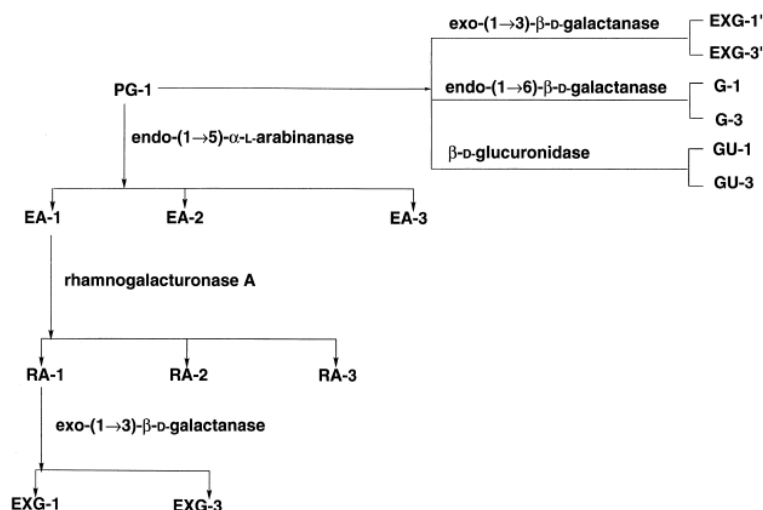 exo-(1→3)-β-D-galactanase
EXG-1'
EXG-3'
PG-1
endo-(1→6)-β-D-galactanase
G-1
G-3
endo-(1→5)-α-L-arabinanase
β-D-glucuronidase
GU-1
GU-3
EA-1
EA-2
EA-3
rhamnogalacturonase A
RA-1
RA-2
RA-3
exo-(1→3)-β-D-galactanase
EXG-1
EXG-3